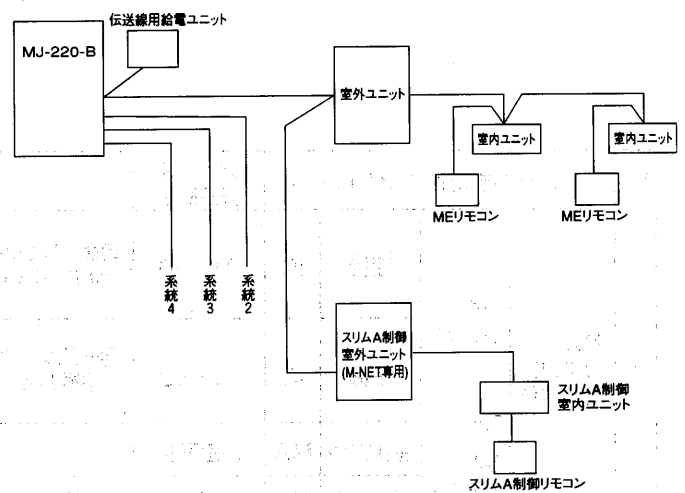 伝送線用給電ユニット
MJ-220-B
室外ユニット
室内ユニット
室内ユニット
MEリモコン
MEリモコン
系統4
系統3
系統2
スリムA制御
室外ユニット
(M-NET専用)
スリムA制御
室内ユニット
スリムA制御リモコン